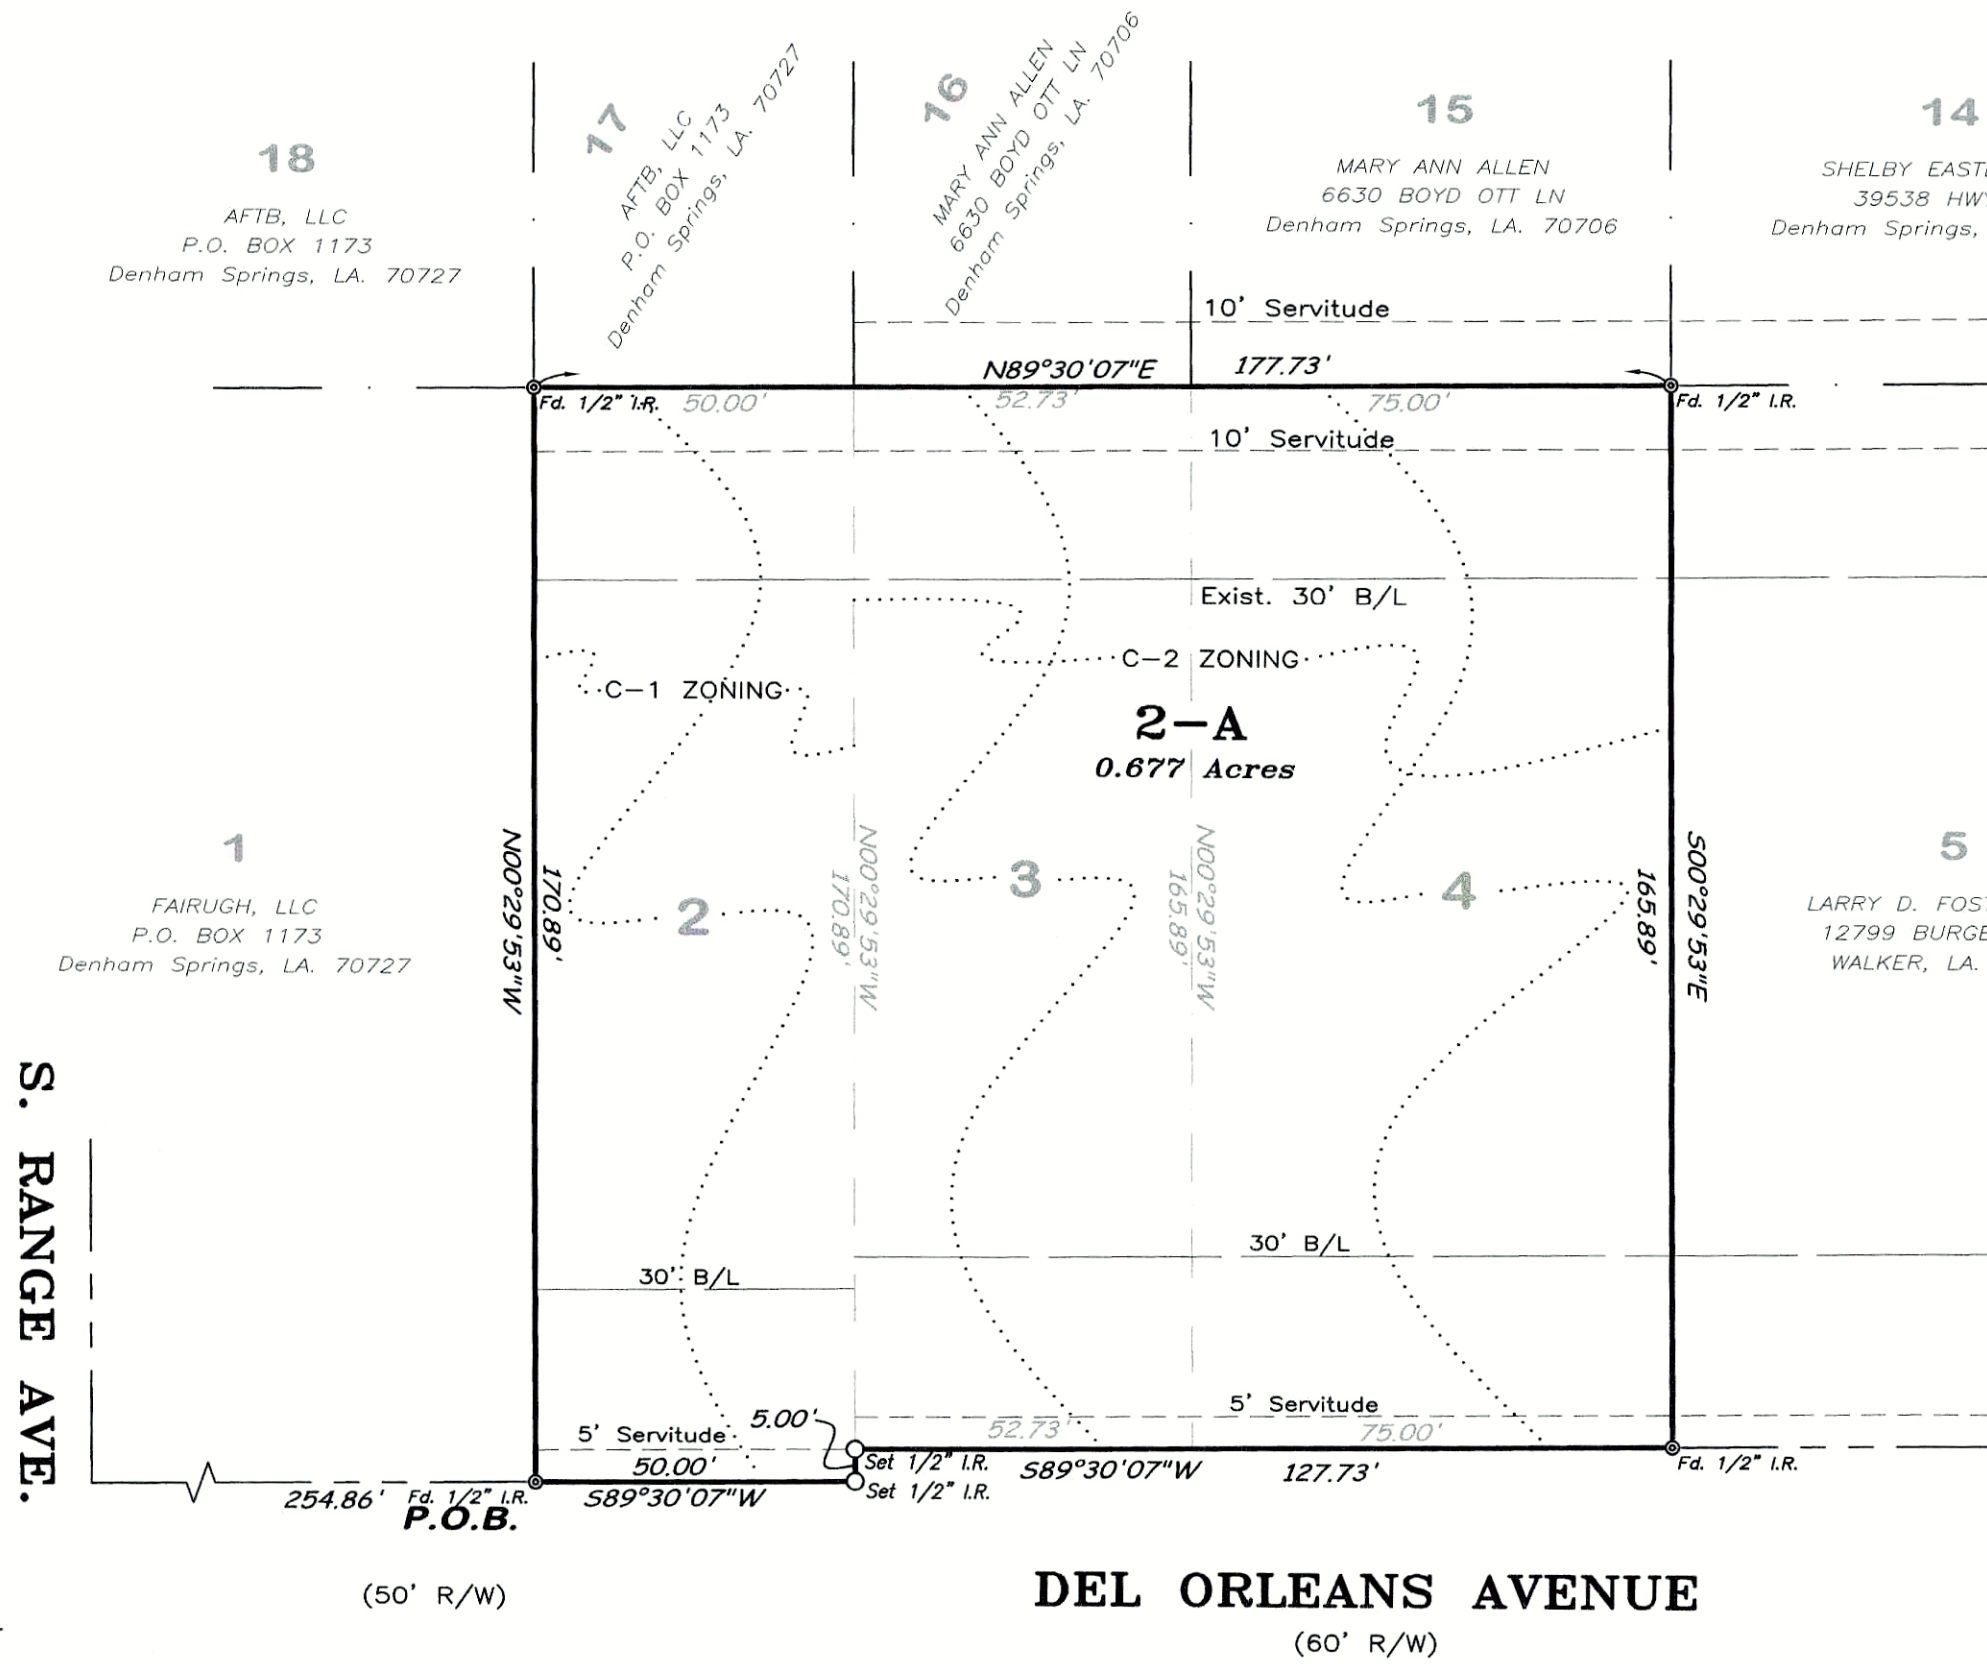 18
AFTB, LLC
P.O. BOX 1173
Denham Springs, LA. 70727
17
AFTB, LLC
P.O. BOX 1173
Denham Springs, LA. 70727
16
MARY ANN ALLEN
6630 BOYD OTT LN
Denham Springs, LA. 70706
15
MARY ANN ALLEN
6630 BOYD OTT LN
Denham Springs, LA. 70706
14
SHELBY EAST
39538 HW
Denham Springs,
10' Servitude
N89°30'07"E 177.73'
Fd. 1/2" I.R. 50.00' 52.73' 75.00' Fd. 1/2" I.R.
10' Servitude
Exist. 30' B/L
C-2 ZONING
C-1 ZONING
2-A
0.677 Acres
1
FAIRUGH, LLC
P.O. BOX 1173
Denham Springs, LA. 70727
N00°29'53"W
170.89'
2
170.89'
N00°29'53"W
3
165.89'
N00°29'53"W
4
165.89'
S00°29'53"E
5
LARRY D. FOS
12799 BURGE
WALKER, LA.
S. RANGE AVE.
30' B/L
30' B/L
5' Servitude
5.00' 52.73' 75.00'
5' Servitude
50.00' Set 1/2" I.R. S89°30'07"W 127.73' Fd. 1/2" I.R.
254.86' Fd. 1/2" I.R. S89°30'07"W Set 1/2" I.R.
P.O.B.
(50' R/W)
DEL ORLEANS AVENUE
(60' R/W)